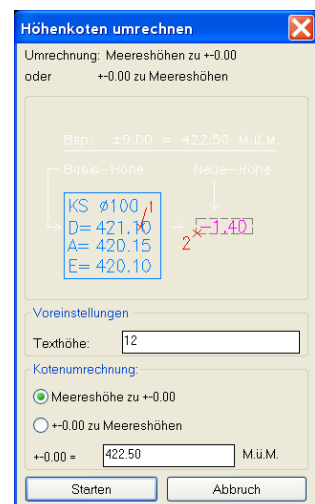 Höhenkoten umrechnen
Umrechnung: Meereshöhen zu +-0.00
oder +-0.00 zu Meereshöhen
Bsp: ±0.00 = 422.50 M.ü.M.
Basis-Höhe Neue-Höhe
KS ø100 1
D= 421.10 -1.40
A= 420.15 2
E= 420.10
Voreinstellungen
Texthöhe: 12
Kotenumrechnung:
Meereshöhe zu +-0.00
+-0.00 zu Meereshöhen
+-0.00 = 422.50 M.ü.M.
Starten Abbruch